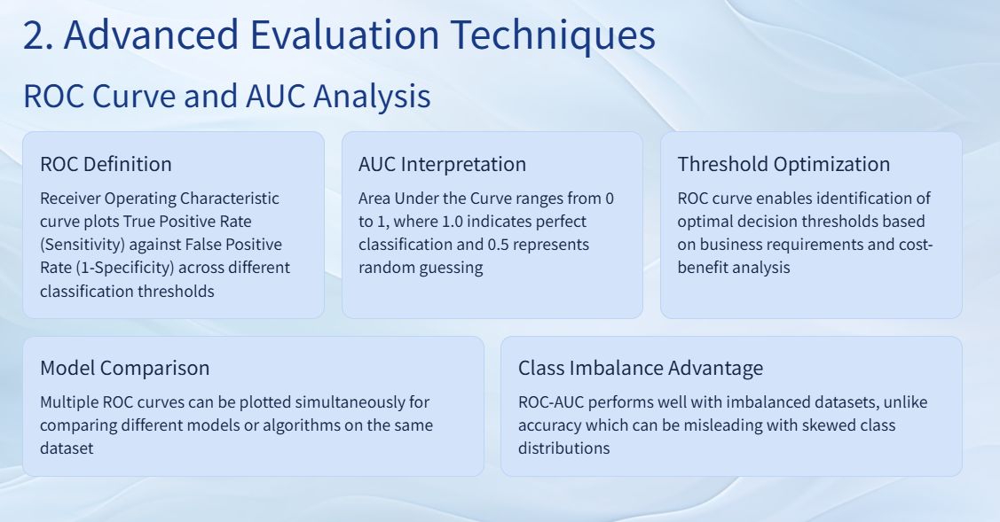 2. Advanced Evaluation Techniques
ROC Curve and AUC Analysis
ROC Definition
Receiver Operating Characteristic
curve plots True Positive Rate
(Sensitivity) against False Positive
Rate (1-Specificity) across different
classification thresholds
AUC Interpretation
Area Under the Curve ranges from 0
to 1, where 1.0 indicates perfect
classification and 0.5 represents
random guessing
Threshold Optimization
ROC curve enables identification of
optimal decision thresholds based
on business requirements and cost-
benefit analysis
Model Comparison
Multiple ROC curves can be plotted simultaneously for
comparing different models or algorithms on the same
dataset
Class Imbalance Advantage
ROC-AUC performs well with imbalanced datasets, unlike
accuracy which can be misleading with skewed class
distributions